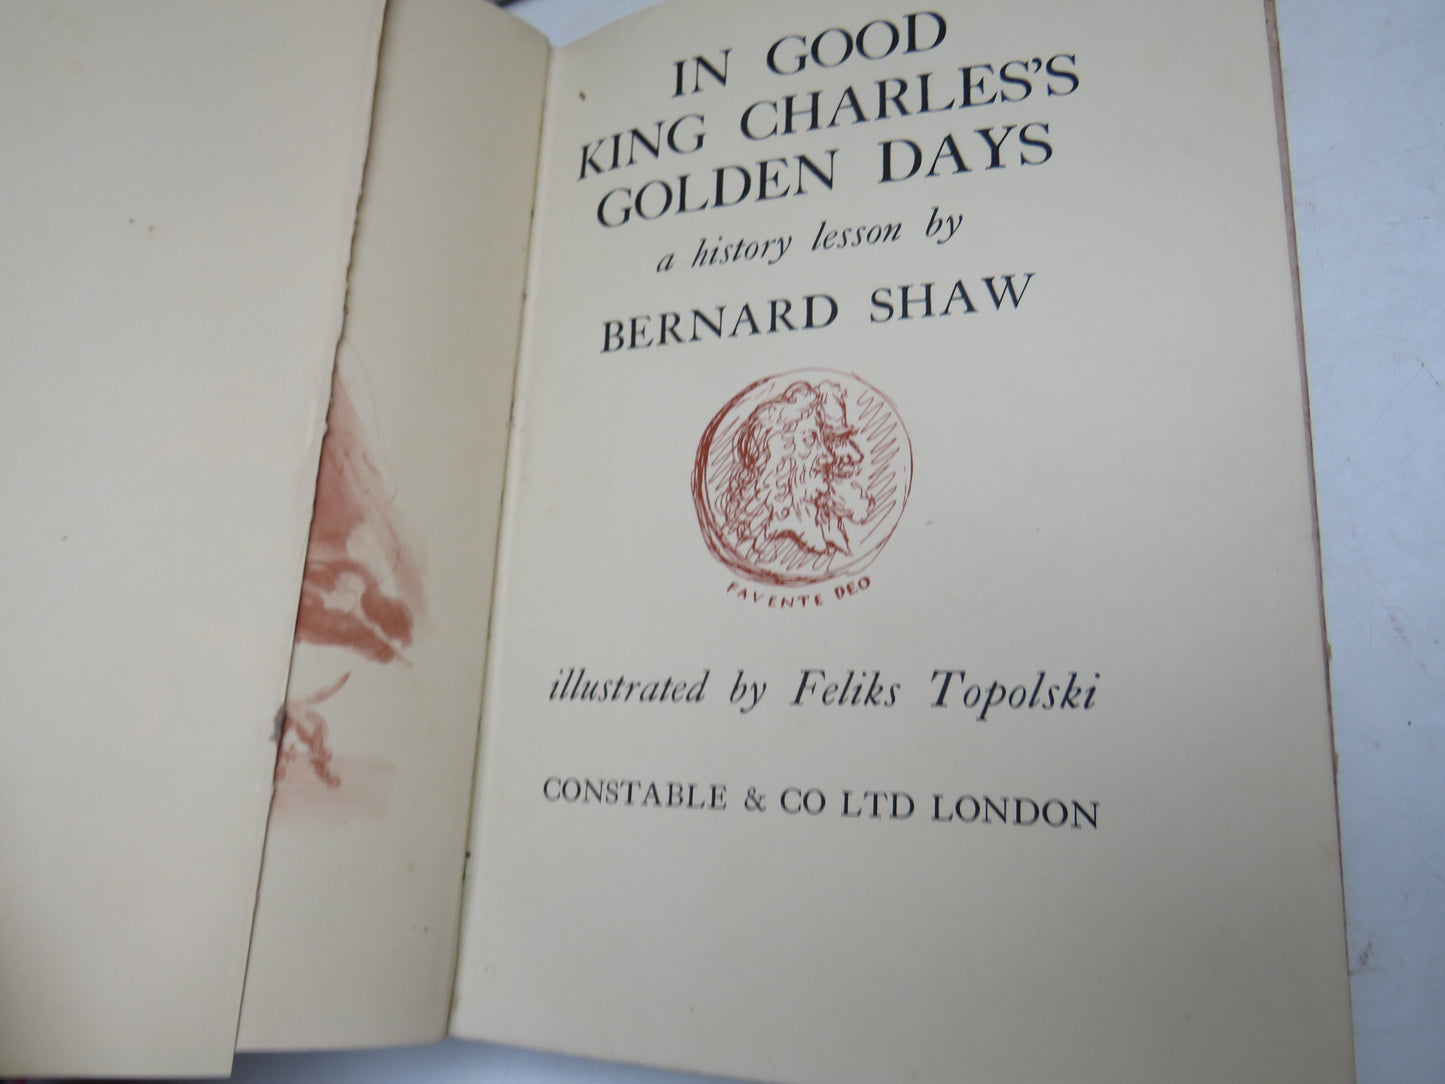 IN GOOD
KING CHARLES'S
GOLDEN DAYS
a history lesson by
BERNARD SHAW
FAVENTE DEO
illustrated by Feliks Topolski
CONSTABLE & CO LTD LONDON